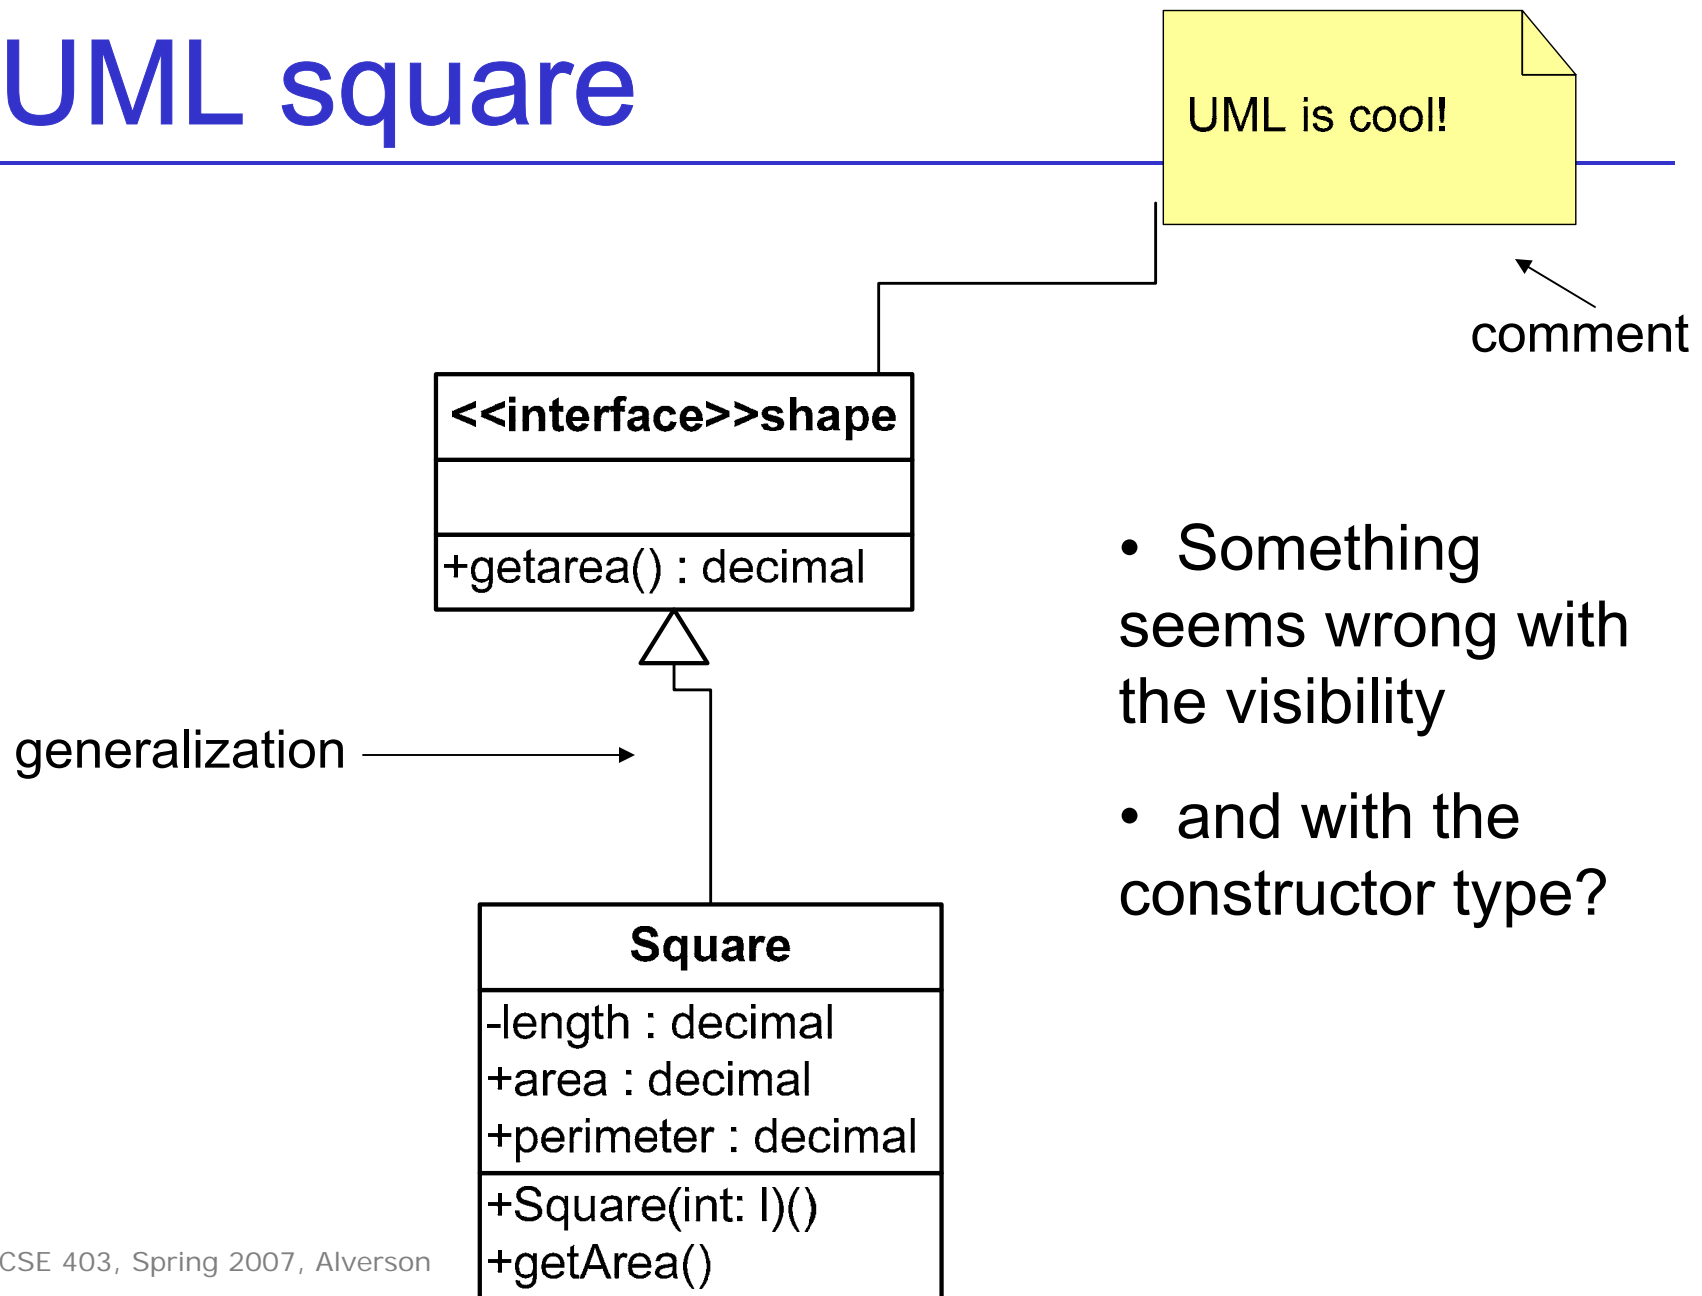 UML square
UML is cool!
comment
<<interface>>shape
+getarea() : decimal
• Something
seems wrong with
the visibility
generalization
• and with the
constructor type?
Square
-length : decimal
+area : decimal
+perimeter : decimal
+Square(int: l)()
+getArea()
CSE 403, Spring 2007, Alverson